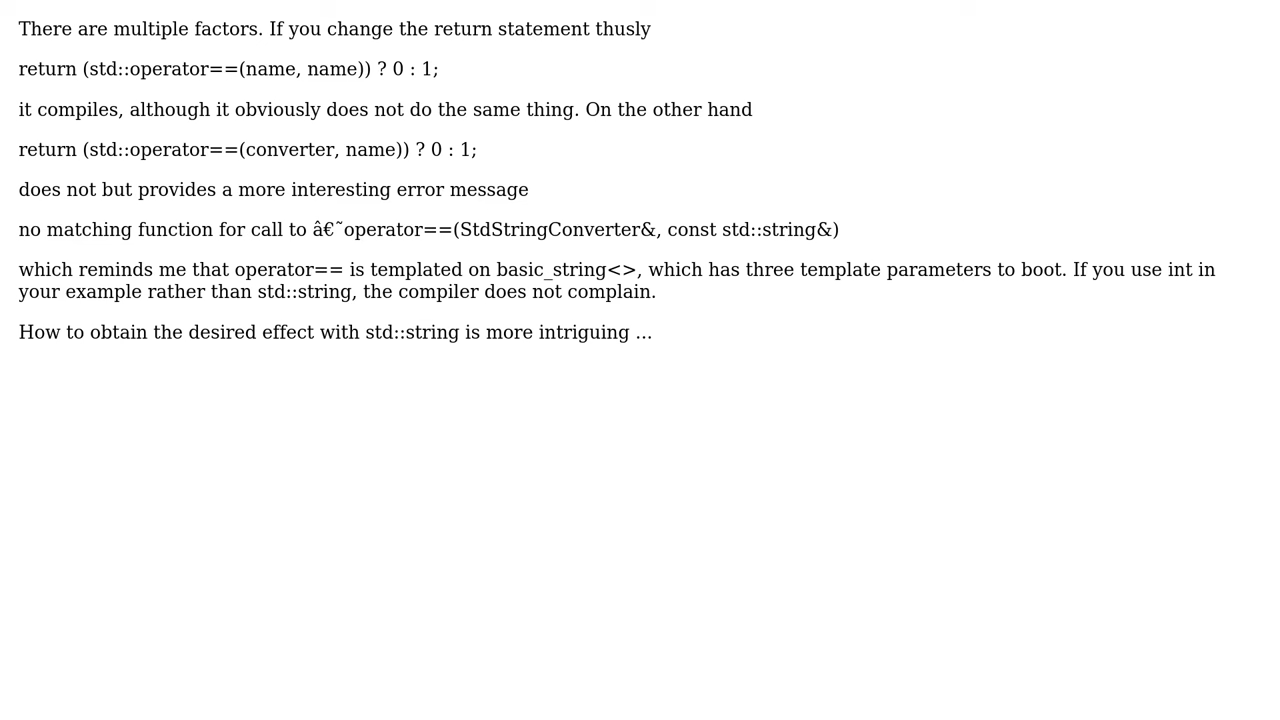 There are multiple factors. If you change the return statement thusly
return (std::operator==(name, name)) ? 0 : 1;
it compiles, although it obviously does not do the same thing. On the other hand
return (std::operator==(converter, name)) ? 0 : 1;
does not but provides a more interesting error message
no matching function for call to â€˜operator==(StdStringConverter&, const std::string&)
which reminds me that operator== is templated on basic_string<>, which has three template parameters to boot. If you use int in
your example rather than std::string, the compiler does not complain.
How to obtain the desired effect with std::string is more intriguing ...